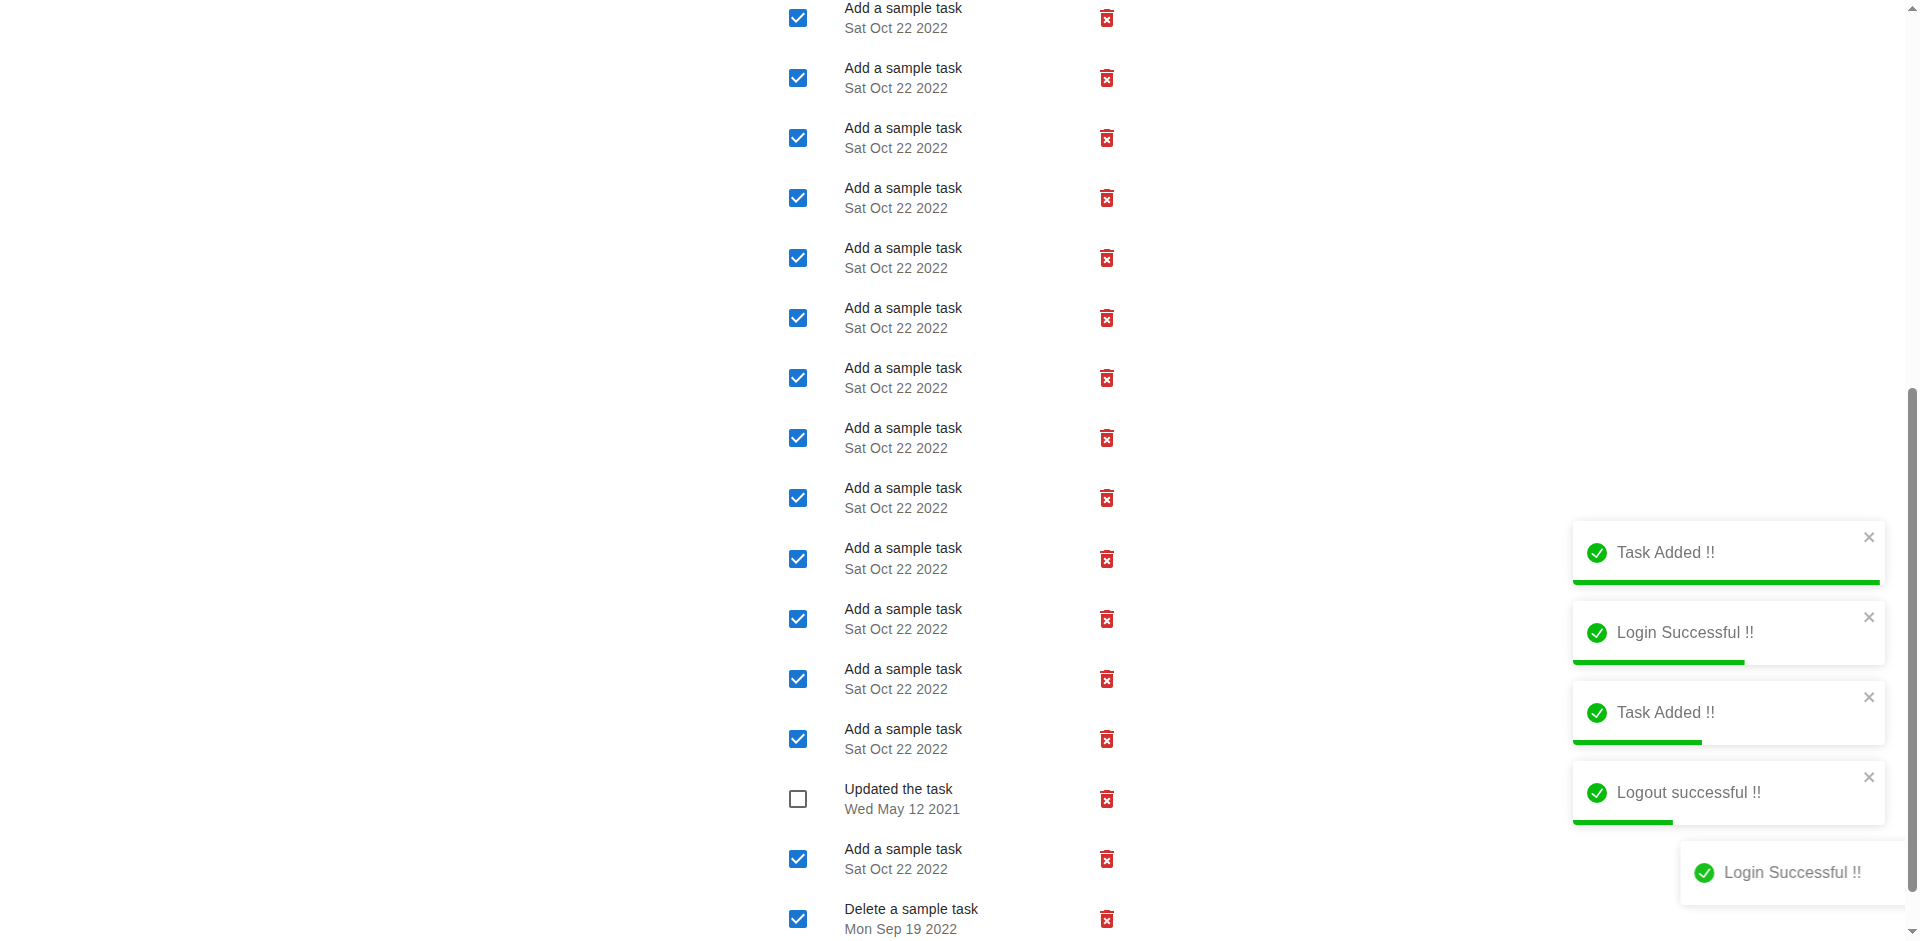 Add a sample task
Sat Oct 22 2022
Add a sample task
Sat Oct 22 2022
Add a sample task
Sat Oct 22 2022
Add a sample task
Sat Oct 22 2022
Add a sample task
Sat Oct 22 2022
Add a sample task
Sat Oct 22 2022
Add a sample task
Sat Oct 22 2022
Add a sample task
Sat Oct 22 2022
Add a sample task
Sat Oct 22 2022
Add a sample task
Sat Oct 22 2022
Add a sample task
Sat Oct 22 2022
Add a sample task
Sat Oct 22 2022
Add a sample task
Sat Oct 22 2022
Updated the task
Wed May 12 2021
Add a sample task
Sat Oct 22 2022
Delete a sample task
Mon Sep 19 2022
Task Added !!
Login Successful !!
Task Added !!
Logout successful !!
Login Successful !!